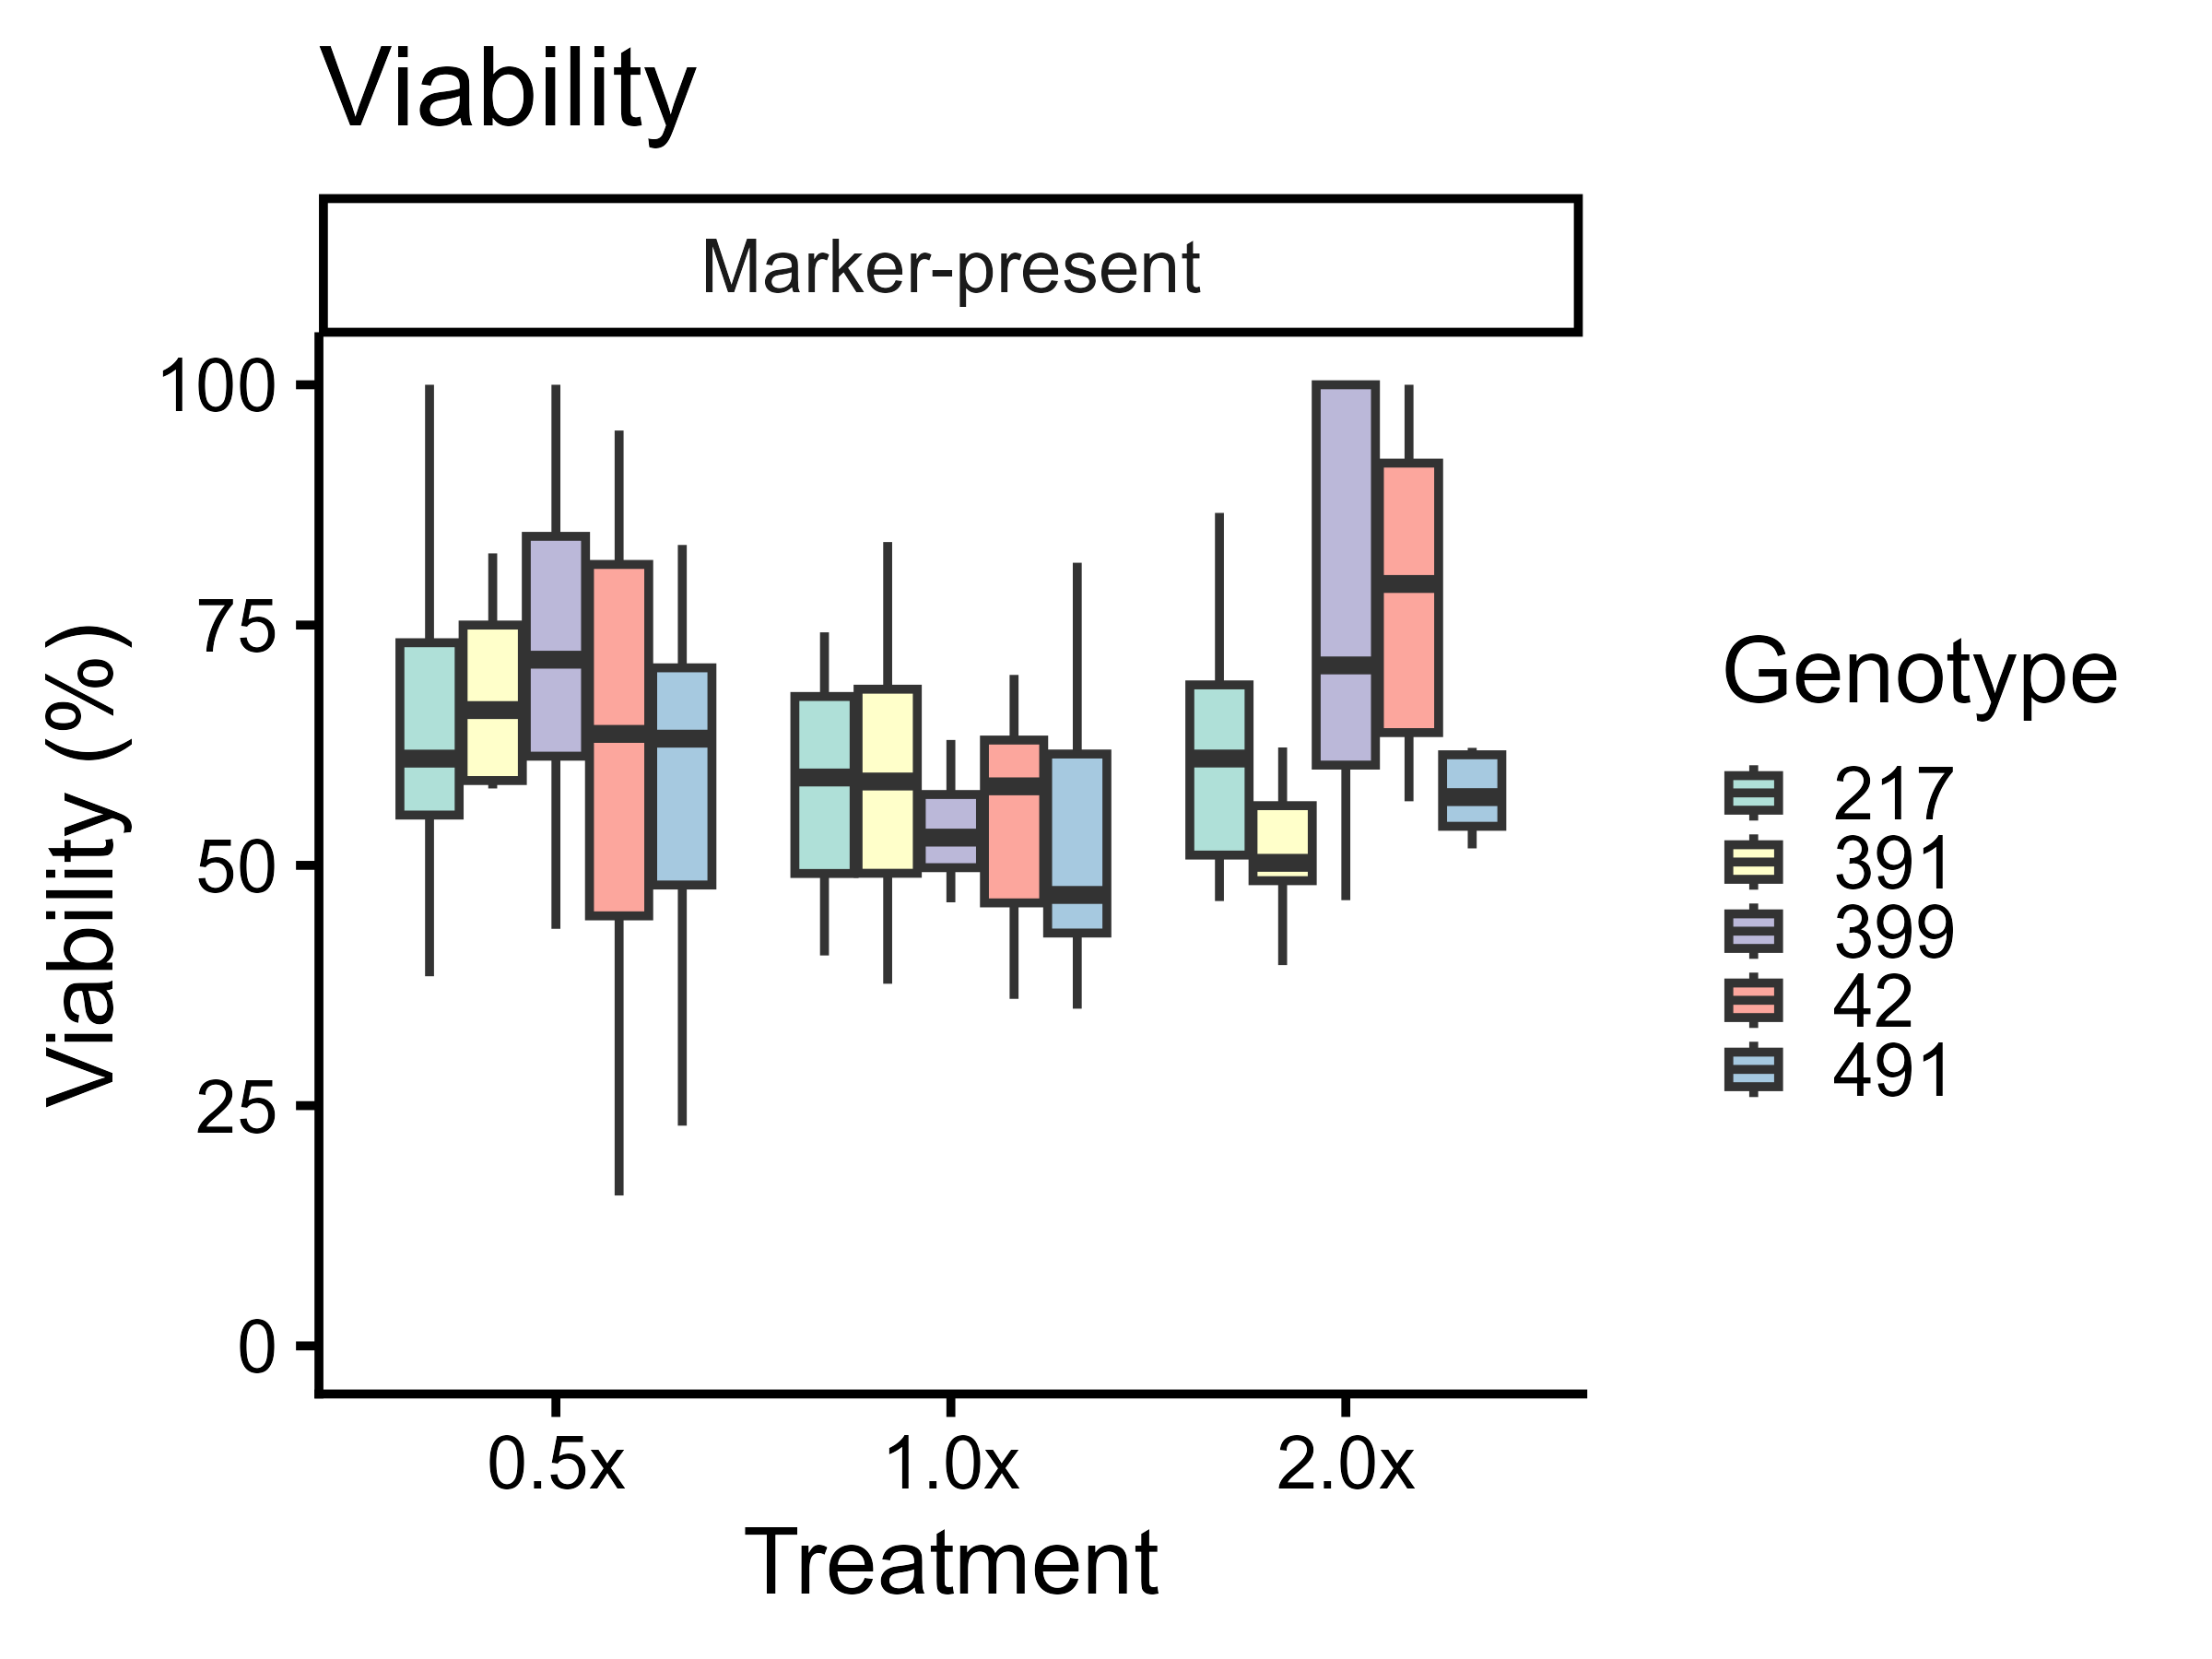 Viability
Marker-present
100
75
50
25
0
Viability (%)
0.5x 1.0x 2.0x
Treatment
Genotype
217
391
399
42
491